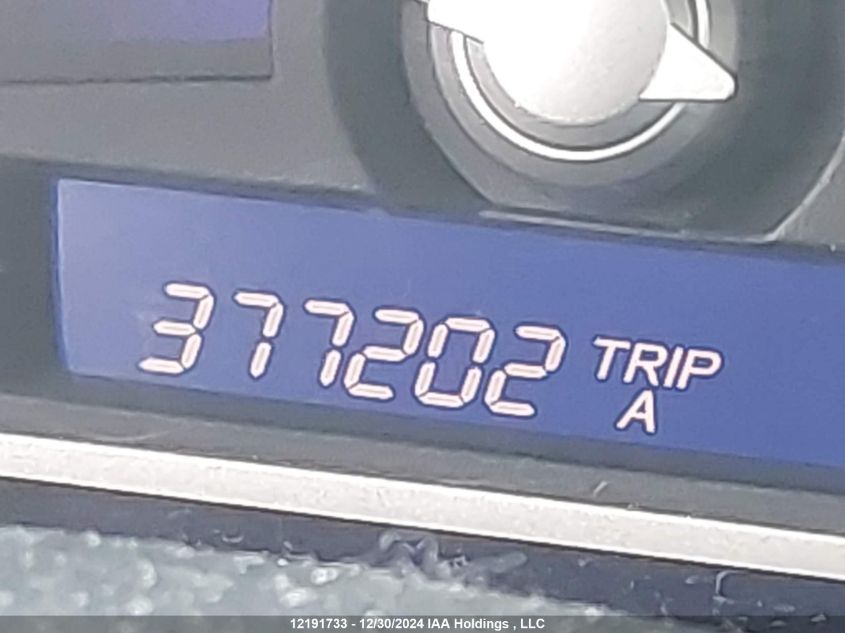 377202 TRIP
A
12191733 - 12/30/2024 IAA Holdings , LLC